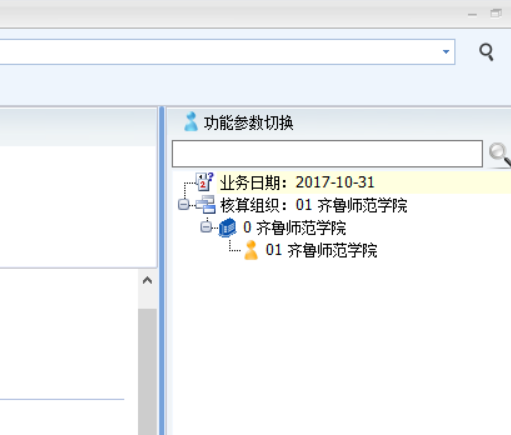 功能参数切换
业务日期：2017-10-31
核算组织：01 齐鲁师范学院
0 齐鲁师范学院
01 齐鲁师范学院